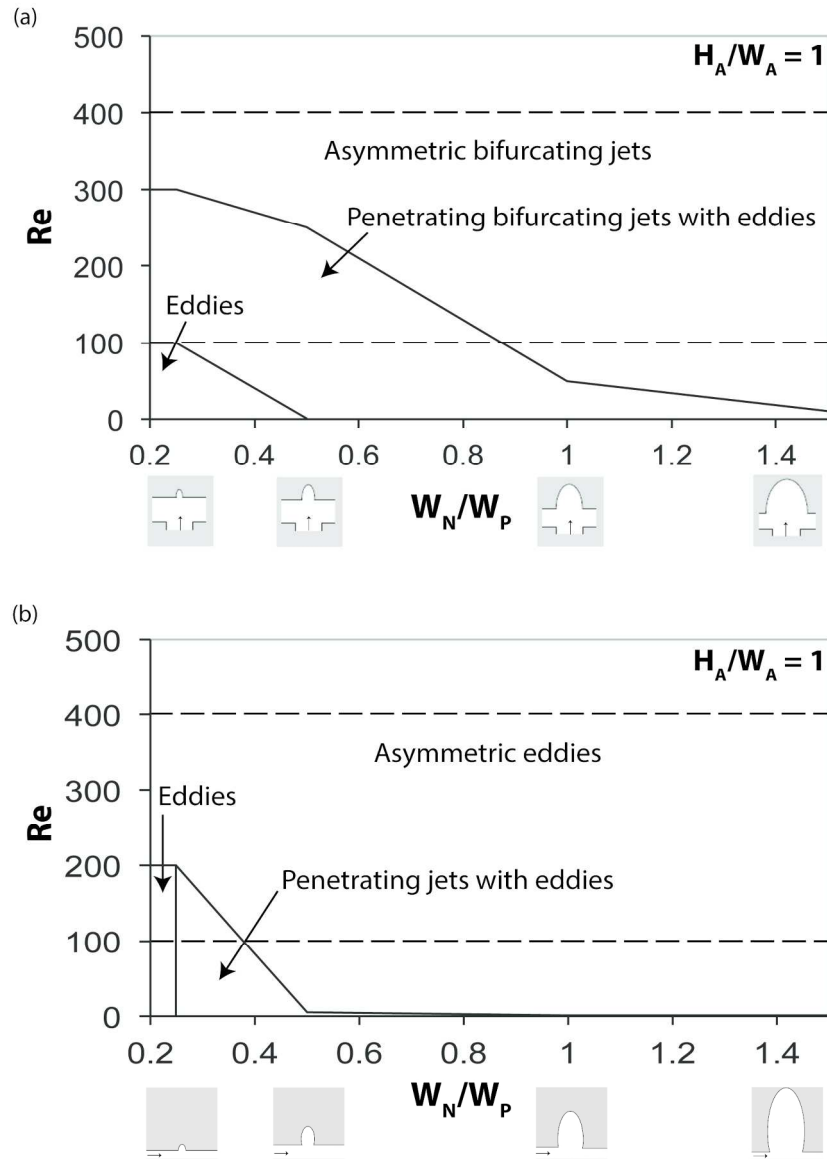 (a)
500
H_A/W_A = 1
400
Asymmetric bifurcating jets
300
Penetrating bifurcating jets with eddies
Re
200
Eddies
100
0
0.2 0.4 0.6 0.8 1 1.2 1.4
W_N/W_P
(b)
500
H_A/W_A = 1
400
Asymmetric eddies
300
Eddies
Re
200
Penetrating jets with eddies
100
0
0.2 0.4 0.6 0.8 1 1.2 1.4
W_N/W_P